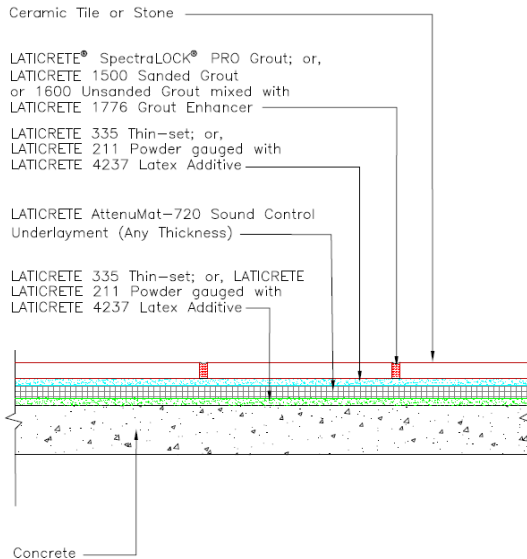 Ceramic Tile or Stone
LATICRETE® SpectraLOCK® PRO Grout; or,
LATICRETE 1500 Sanded Grout
or 1600 Unsanded Grout mixed with
LATICRETE 1776 Grout Enhancer
LATICRETE 335 Thin-set; or,
LATICRETE 211 Powder gauged with
LATICRETE 4237 Latex Additive
LATICRETE AttenuMat-720 Sound Control
Underlayment (Any Thickness)
LATICRETE 335 Thin-set; or, LATICRETE
LATICRETE 211 Powder gauged with
LATICRETE 4237 Latex Additive
Concrete